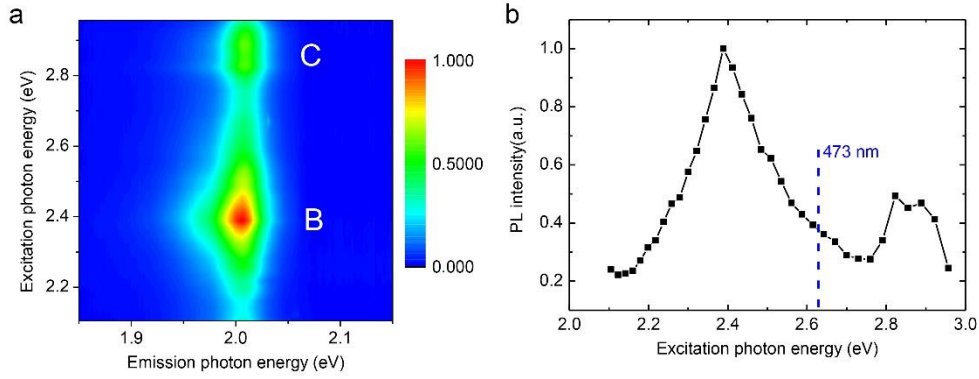 a
Excitation photon energy (eV)
2.8
2.6
2.4
2.2
C
B
1.9
2.0
2.1
Emission photon energy (eV)
1.000
0.5000
0.000
b
PL intensity(a.u.)
1.0
0.8
0.6
0.4
0.2
473 nm
2.0
2.2
2.4
2.6
2.8
3.0
Excitation photon energy (eV)